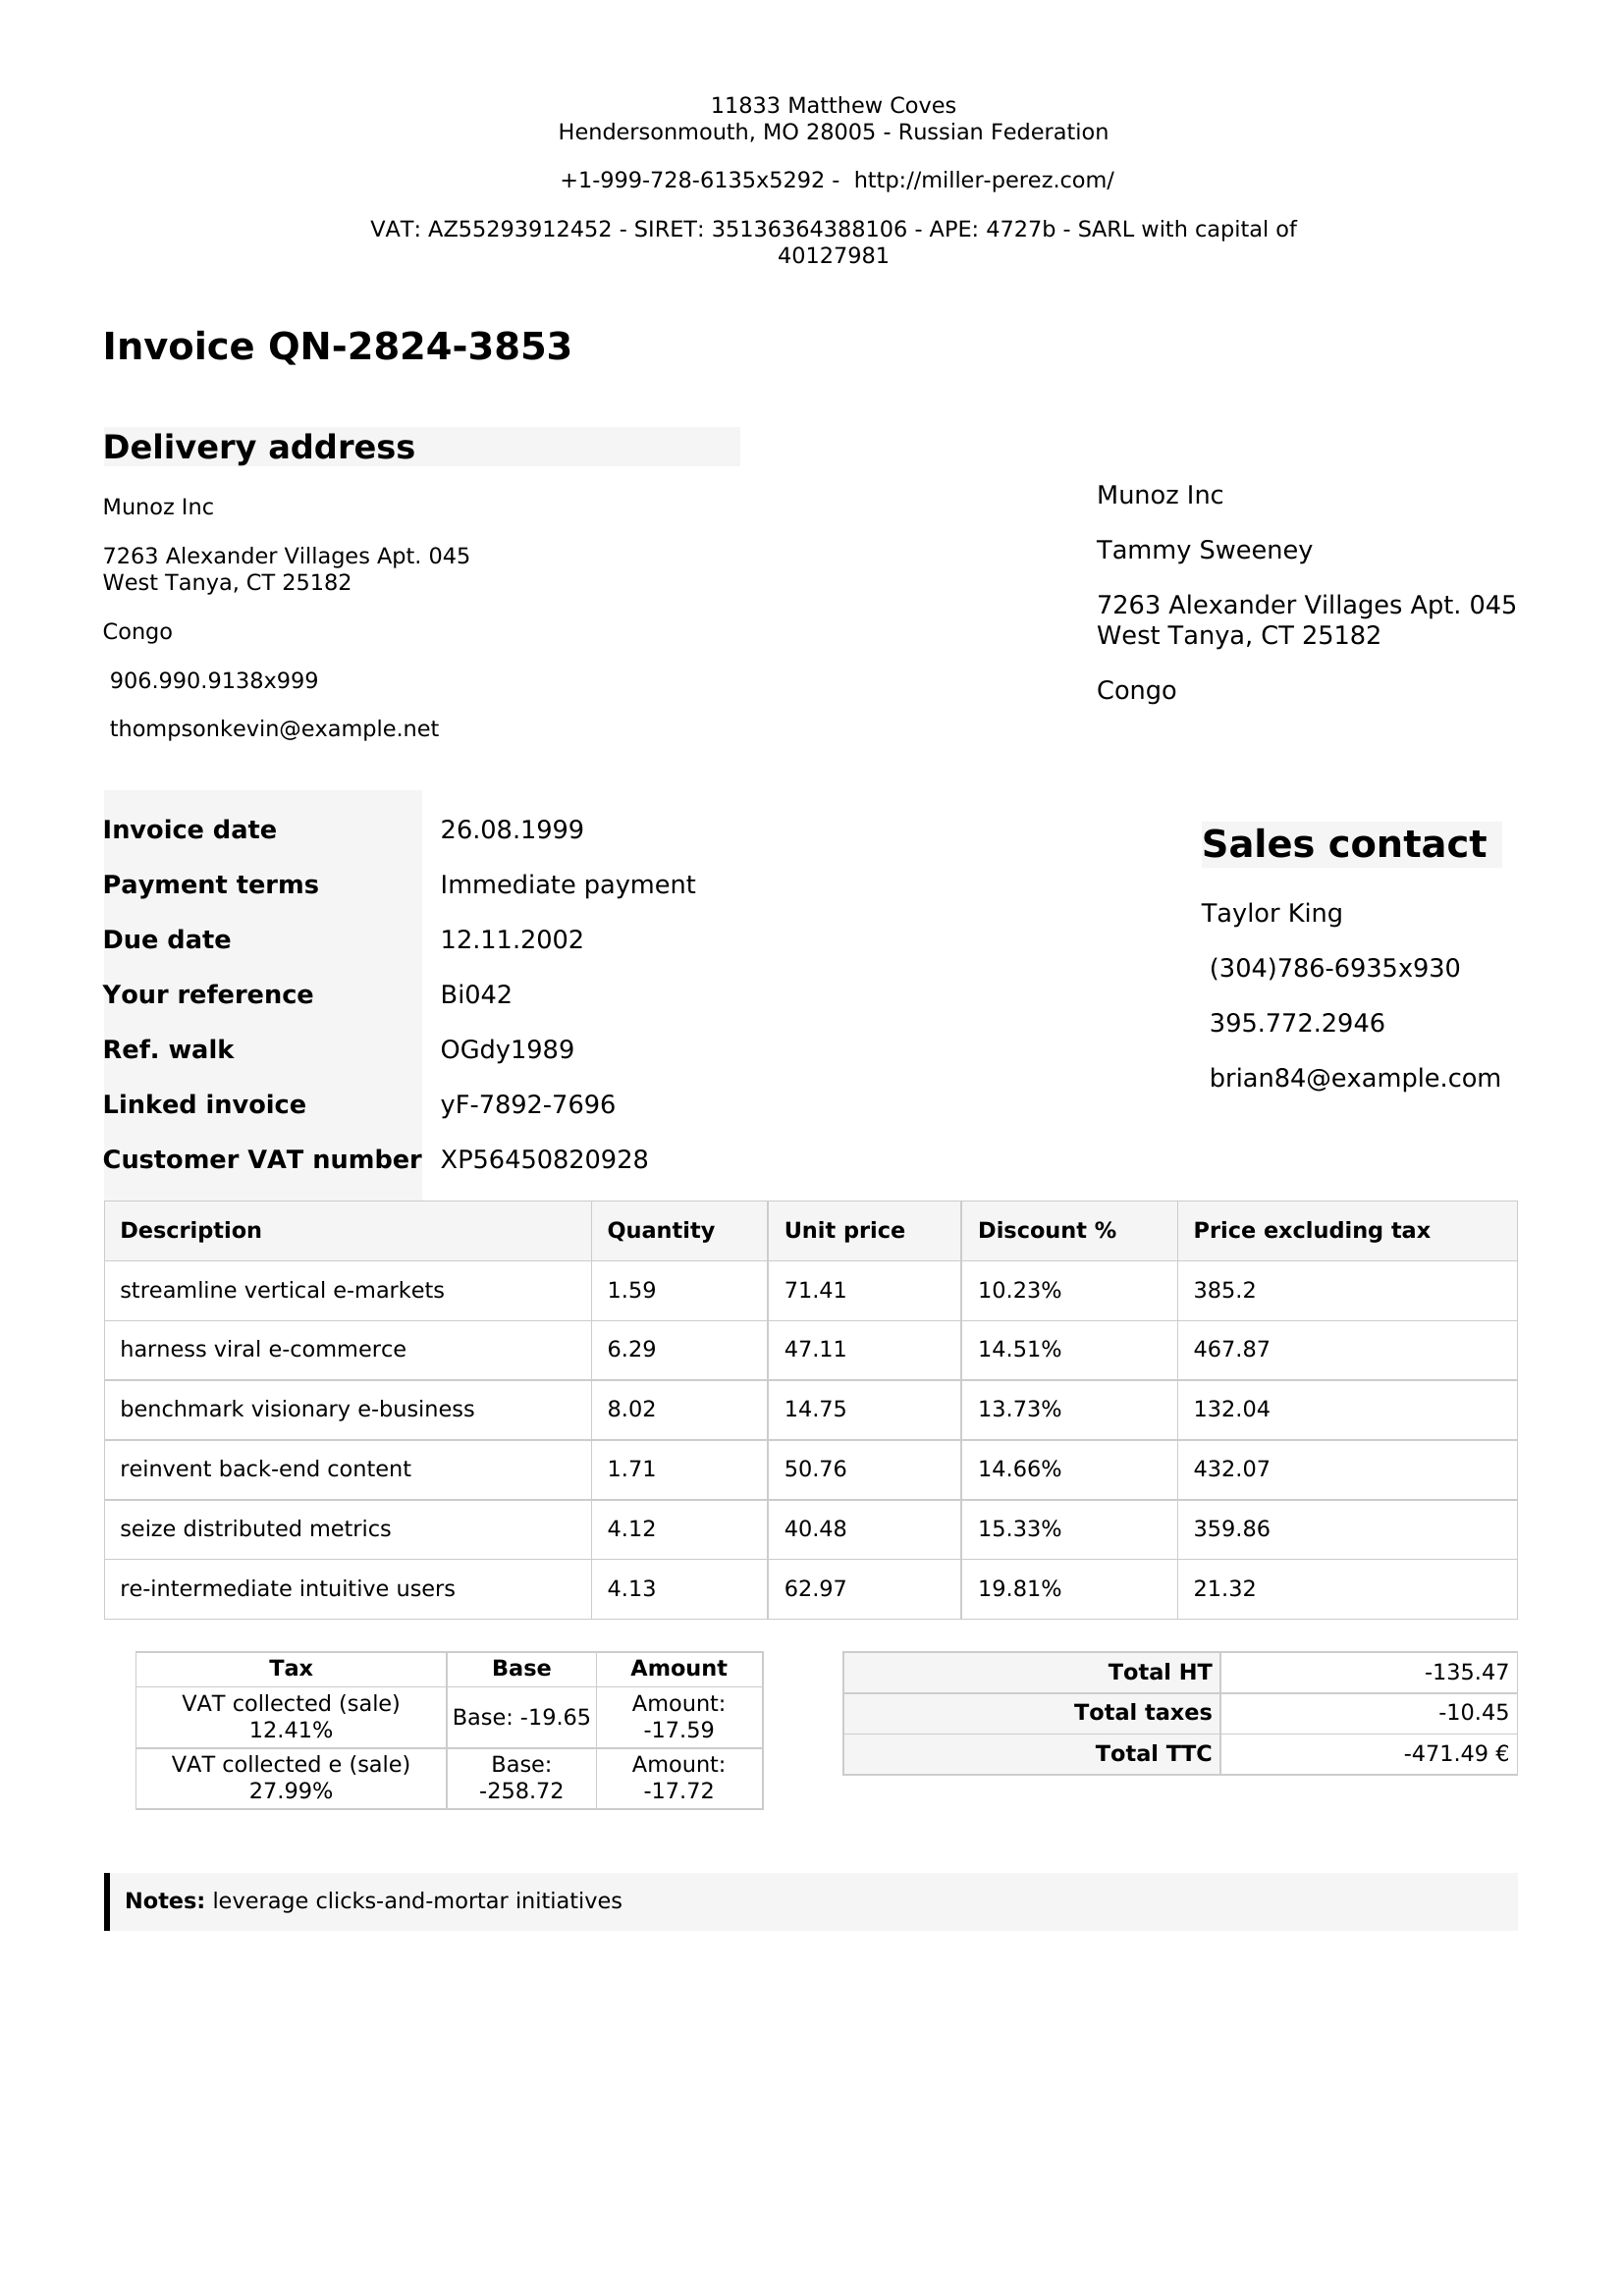 11833 Matthew Coves
Hendersonmouth, MO 28005 - Russian Federation
+1-999-728-6135x5292 - http://miller-perez.com/
VAT: AZ55293912452 - SIRET: 35136364388106 - APE: 4727b - SARL with capital of
40127981
Invoice QN-2824-3853
Delivery address
Munoz Inc
7263 Alexander Villages Apt. 045
West Tanya, CT 25182
Congo
906.990.9138x999
thompsonkevin@example.net
Munoz Inc
Tammy Sweeney
7263 Alexander Villages Apt. 045
West Tanya, CT 25182
Congo
Invoice date 26.08.1999
Payment terms Immediate payment
Due date 12.11.2002
Your reference Bi042
Ref. walk OGdy1989
Linked invoice yF-7892-7696
Customer VAT number XP56450820928
Sales contact
Taylor King
(304)786-6935x930
395.772.2946
brian84@example.com
Description Quantity Unit price Discount % Price excluding tax
streamline vertical e-markets 1.59 71.41 10.23% 385.2
harness viral e-commerce 6.29 47.11 14.51% 467.87
benchmark visionary e-business 8.02 14.75 13.73% 132.04
reinvent back-end content 1.71 50.76 14.66% 432.07
seize distributed metrics 4.12 40.48 15.33% 359.86
re-intermediate intuitive users 4.13 62.97 19.81% 21.32
Tax Base Amount
VAT collected (sale) 12.41% Base: -19.65 Amount: -17.59
VAT collected e (sale) 27.99% Base: -258.72 Amount: -17.72
Total HT -135.47
Total taxes -10.45
Total TTC -471.49 €
Notes: leverage clicks-and-mortar initiatives